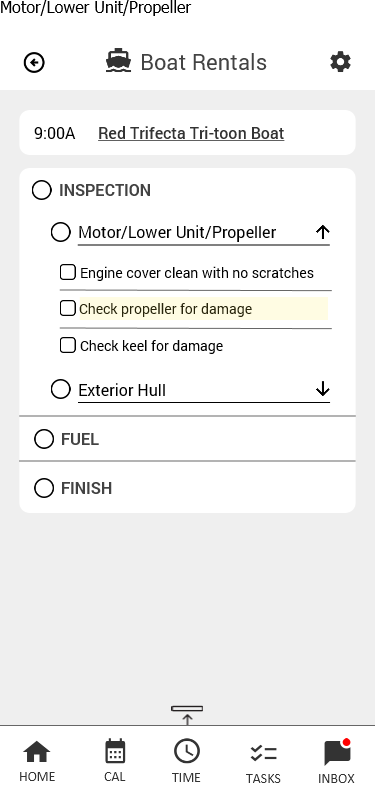 Motor/Lower Unit/Propeller
Boat Rentals
9:00A Red Trifecta Tri-toon Boat
INSPECTION
Motor/Lower Unit/Propeller
Engine cover clean with no scratches
Check propeller for damage
Check keel for damage
Exterior Hull
FUEL
FINISH
HOME CAL TIME TASKS INBOX